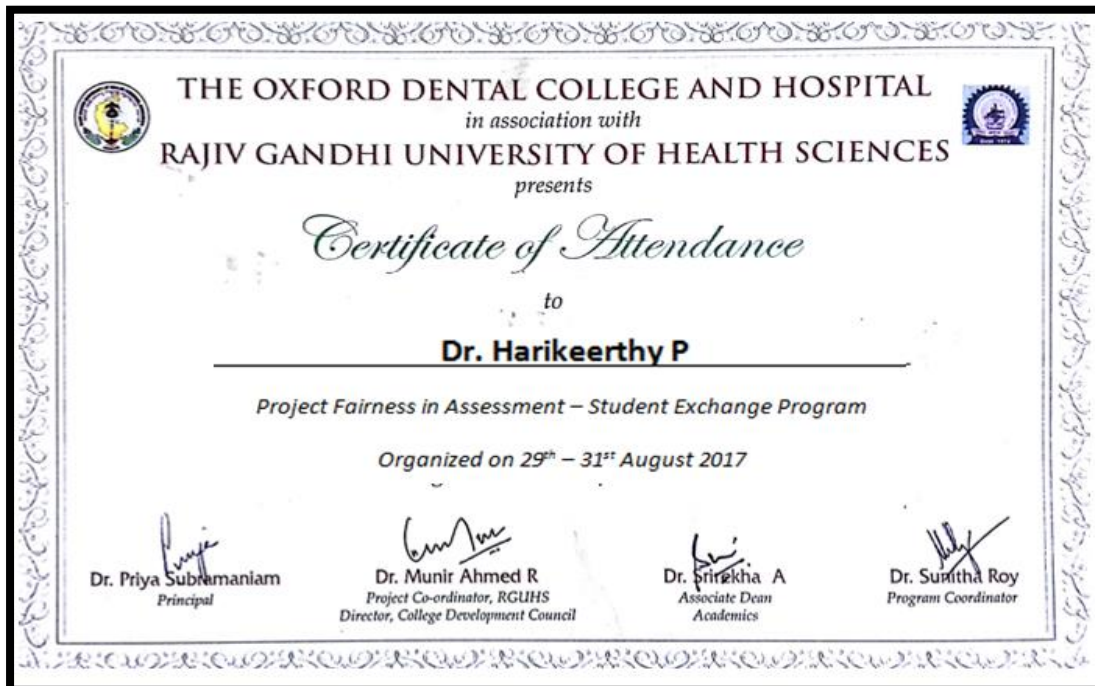 THE OXFORD DENTAL COLLEGE AND HOSPITAL
in association with
RAJIV GANDHI UNIVERSITY OF HEALTH SCIENCES
presents
Certificate of Attendance
to
Dr. Harikeerthy P
Project Fairness in Assessment – Student Exchange Program
Organized on 29th – 31st August 2017
Dr. Priya Subramaniam
Principal
Dr. Munir Ahmed R
Project Co-ordinator, RGUHS
Director, College Development Council
Dr. Srirekha A
Associate Dean
Academics
Dr. Sunitha Roy
Program Coordinator